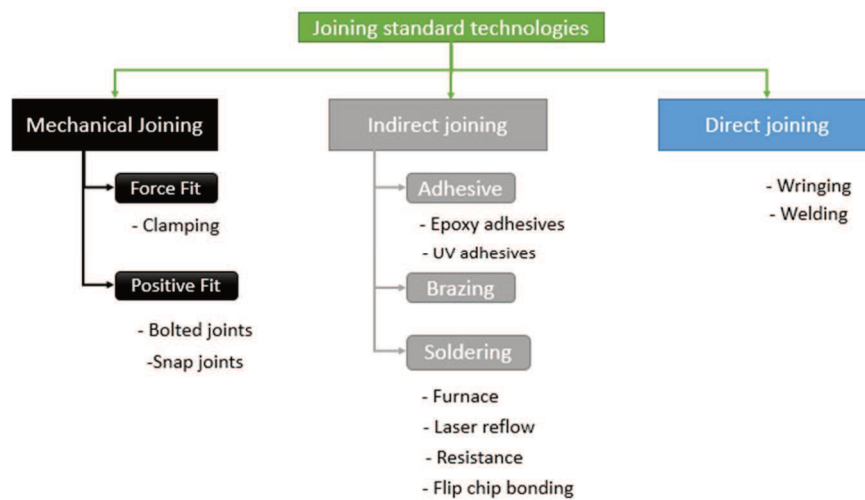 Joining standard technologies
Mechanical Joining
Force Fit
- Clamping
Positive Fit
- Bolted joints
-Snap joints
Indirect joining
Adhesive
- Epoxy adhesives
- UV adhesives
Brazing
Soldering
- Furnace
- Laser reflow
- Resistance
- Flip chip bonding
Direct joining
- Wringing
- Welding